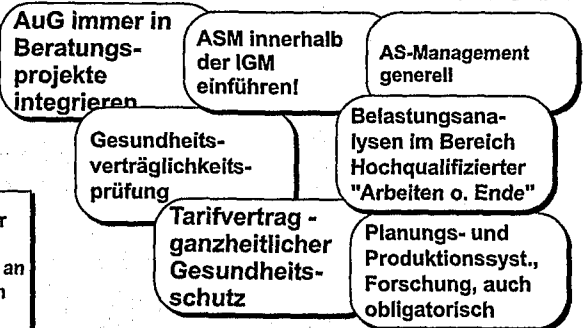 AuG immer in
Beratungs-
projekte
integrieren
ASM innerhalb
der IGM
einführen!
AS-Management
generell
Gesundheits-
verträglichkeits-
prüfung
Belastungsana-
lysen im Bereich
Hochqualifizierter
"Arbeiten o. Ende"
Tarifvertrag -
ganzheitlicher
Gesundheits-
schutz
Planungs- und
Produktionssyst.,
Forschung, auch
obligatorisch
r
an
n